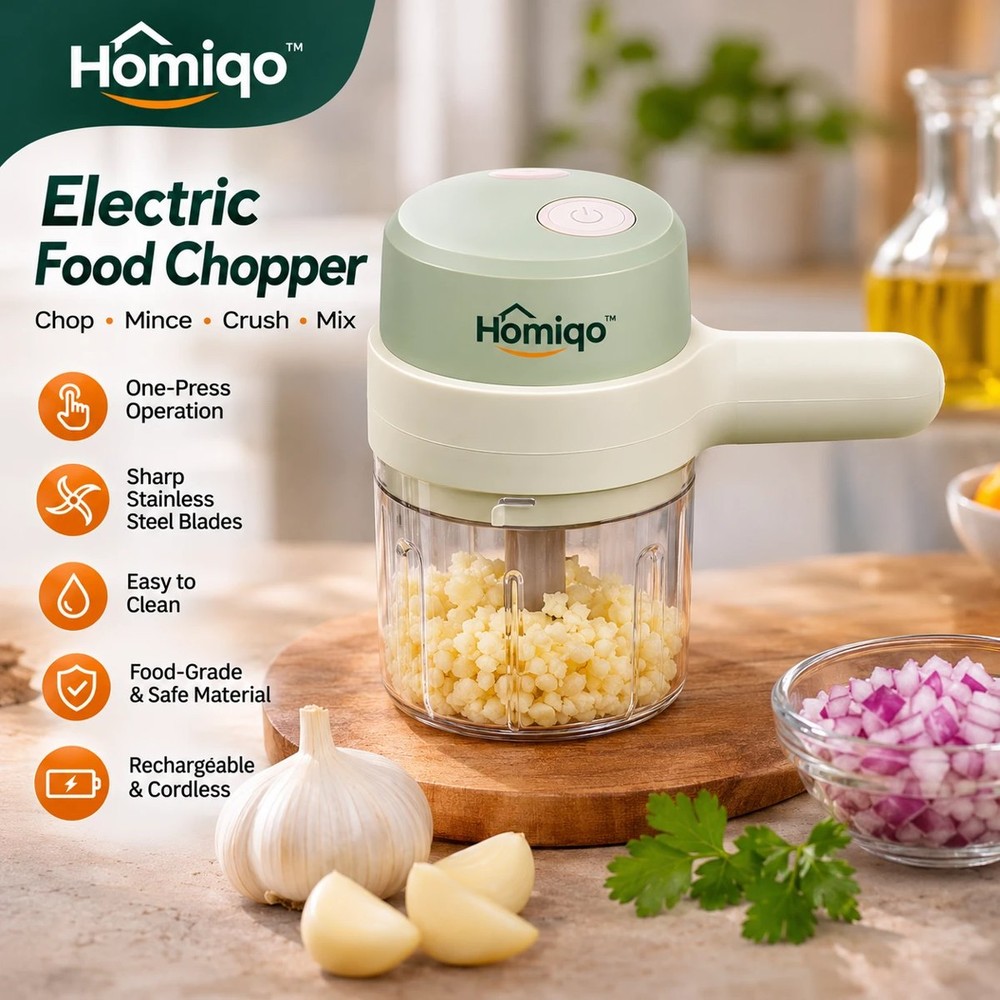 Homiqo™
Electric
Food Chopper
Chop • Mince • Crush • Mix
One-Press
Operation
Sharp
Stainless
Steel Blades
Easy to
Clean
Food-Grade
& Safe Material
Rechargeable
& Cordless
Homiqo™